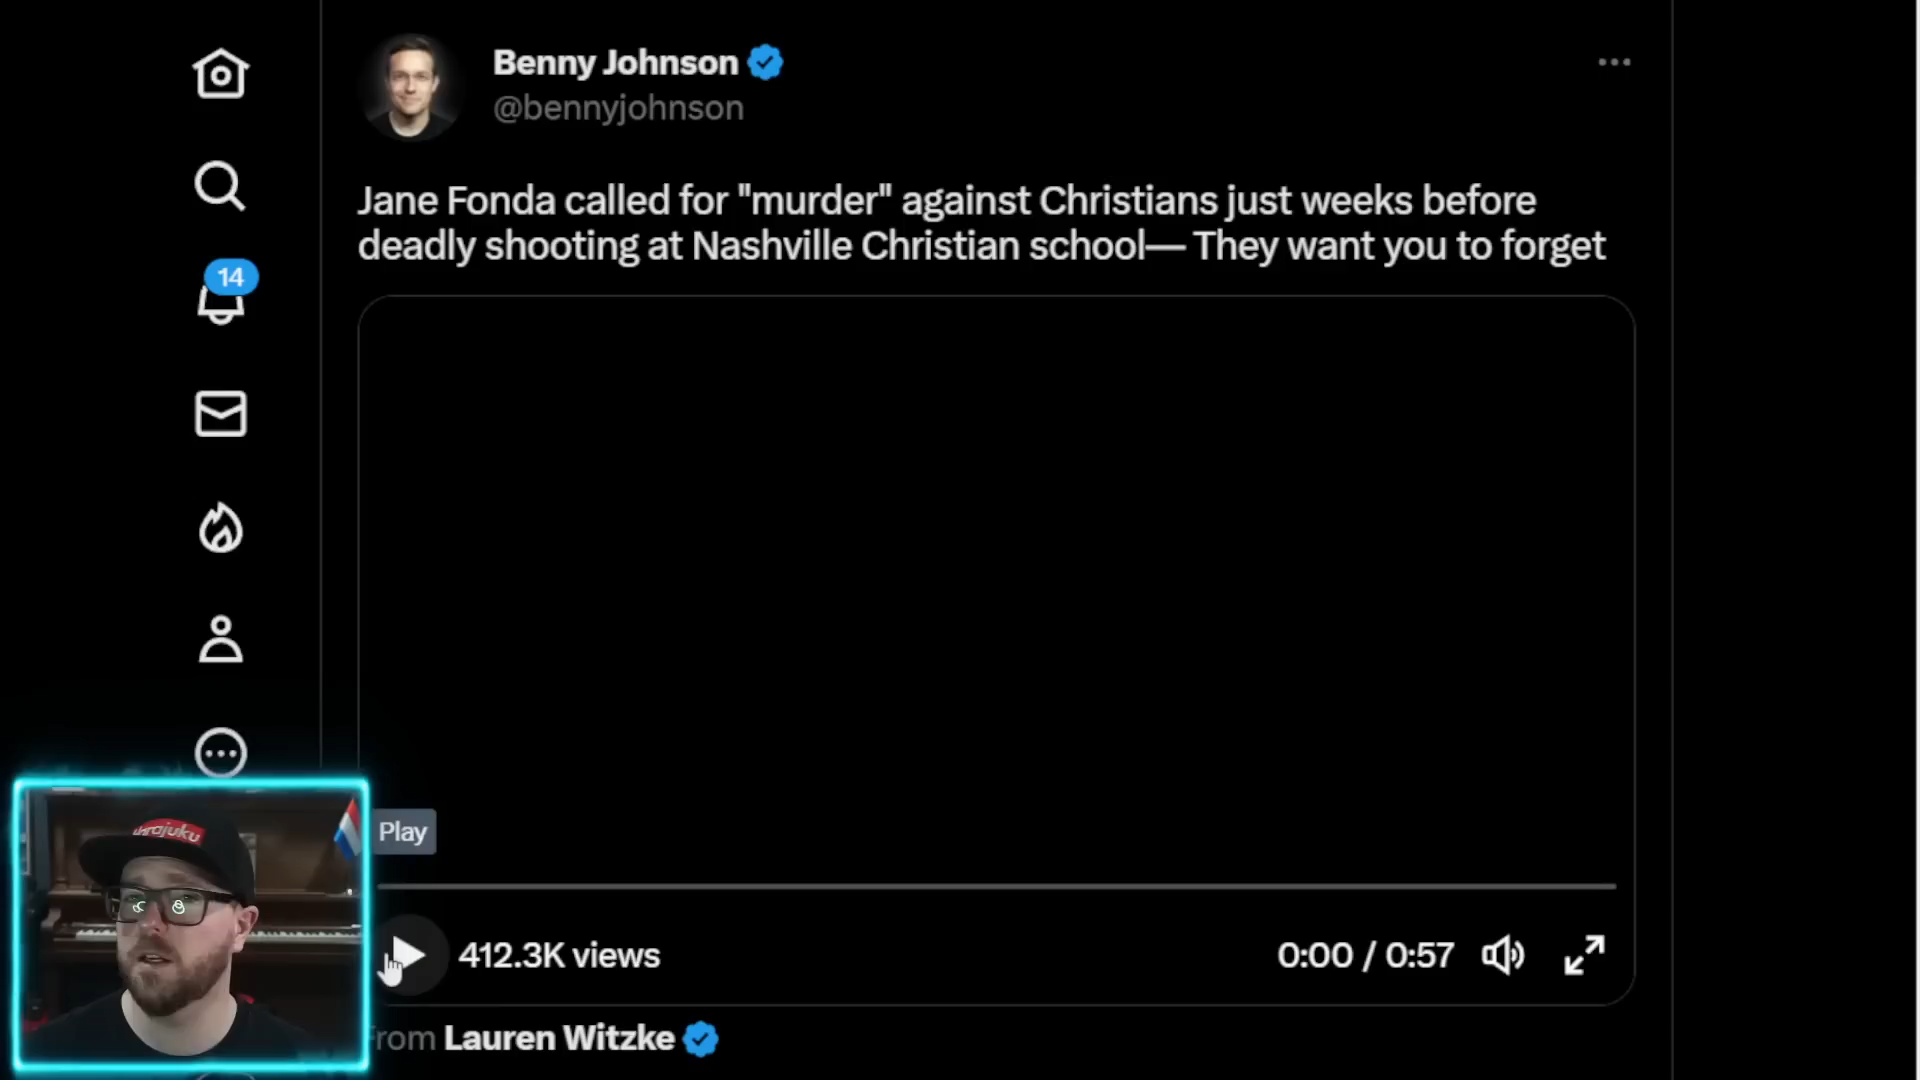 Benny Johnson
@bennyjohnson
Jane Fonda called for "murder" against Christians just weeks before
deadly shooting at Nashville Christian school— They want you to forget
14
Play
412.3K views
0:00 / 0:57
From Lauren Witzke